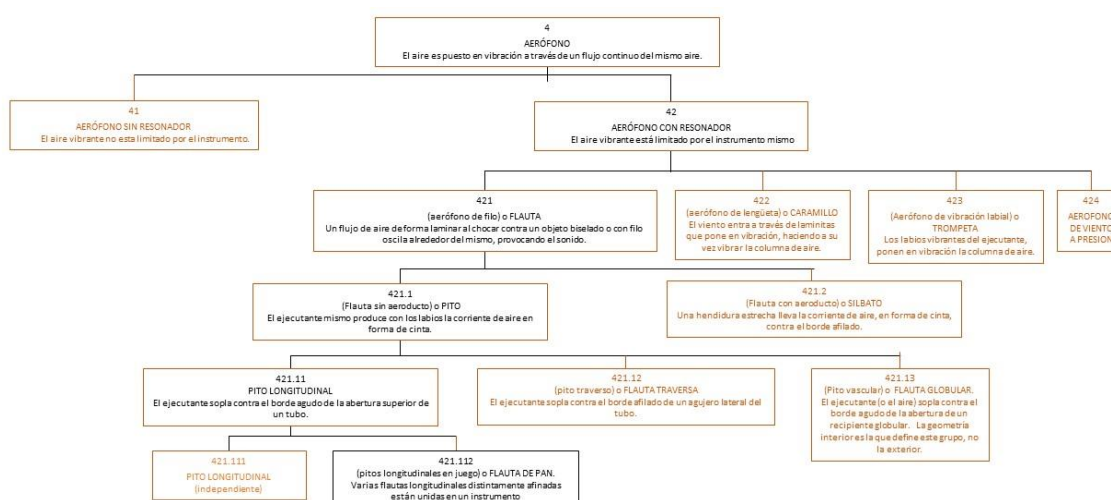 4
AERÓFONO
El aire es puesto en vibración a través de un flujo continuo del mismo aire.
41
AERÓFONO SIN RESONADOR
El aire vibrante no esta limitado por el instrumento.
42
AERÓFONO CON RESONADOR
El aire vibrante está limitado por el instrumento mismo
421
(aerófono de filo) o FLAUTA
Un flujo de aire de forma laminar al chocar contra un objeto biselado o con filo
oscila alrededor del mismo, provocando el sonido.
422
(aerófono de lengüeta) o CARAMILLO
El viento entra a través de laminitas
que pone en vibración, haciendo a su
vez vibrar la columna de aire.
423
(Aerófono de vibración labial) o
TROMPETA
Los labios vibrantes del ejecutante,
ponen en vibración la columna de aíre.
424
AEROFONO
DE VIENTO
A PRESION
421.1
(Flauta sin aeroducto) o PITO
El ejecutante mismo produce con los labios la corriente de aire en
forma de cinta.
421.2
(Flauta con aeroducto) o SILBATO
Una hendidura estrecha lleva la corriente de aire, en forma de cinta,
contra el borde afilado.
421.11
PITO LONGITUDINAL
El ejecutante sopla contra el borde agudo de la abertura superior de
un tubo.
421.12
(pito traverso) o FLAUTA TRAVERSA
El ejecutante sopla contra el borde afilado de un agujero lateral del
tubo.
421.13
(Pito vascular) o FLAUTA GLOBULAR.
El ejecutante (o el aire) sopla contra el
borde agudo de la abertura de un
recipiente globular. La geometría
interior es la que define este grupo, no
la exterior.
421.111
PITO LONGITUDINAL
(independiente)
421.112
(pitos longitudinales en juego) o FLAUTA DE PAN.
Varias flautas longitudinales distintamente afinadas
están unidas en un instrumento